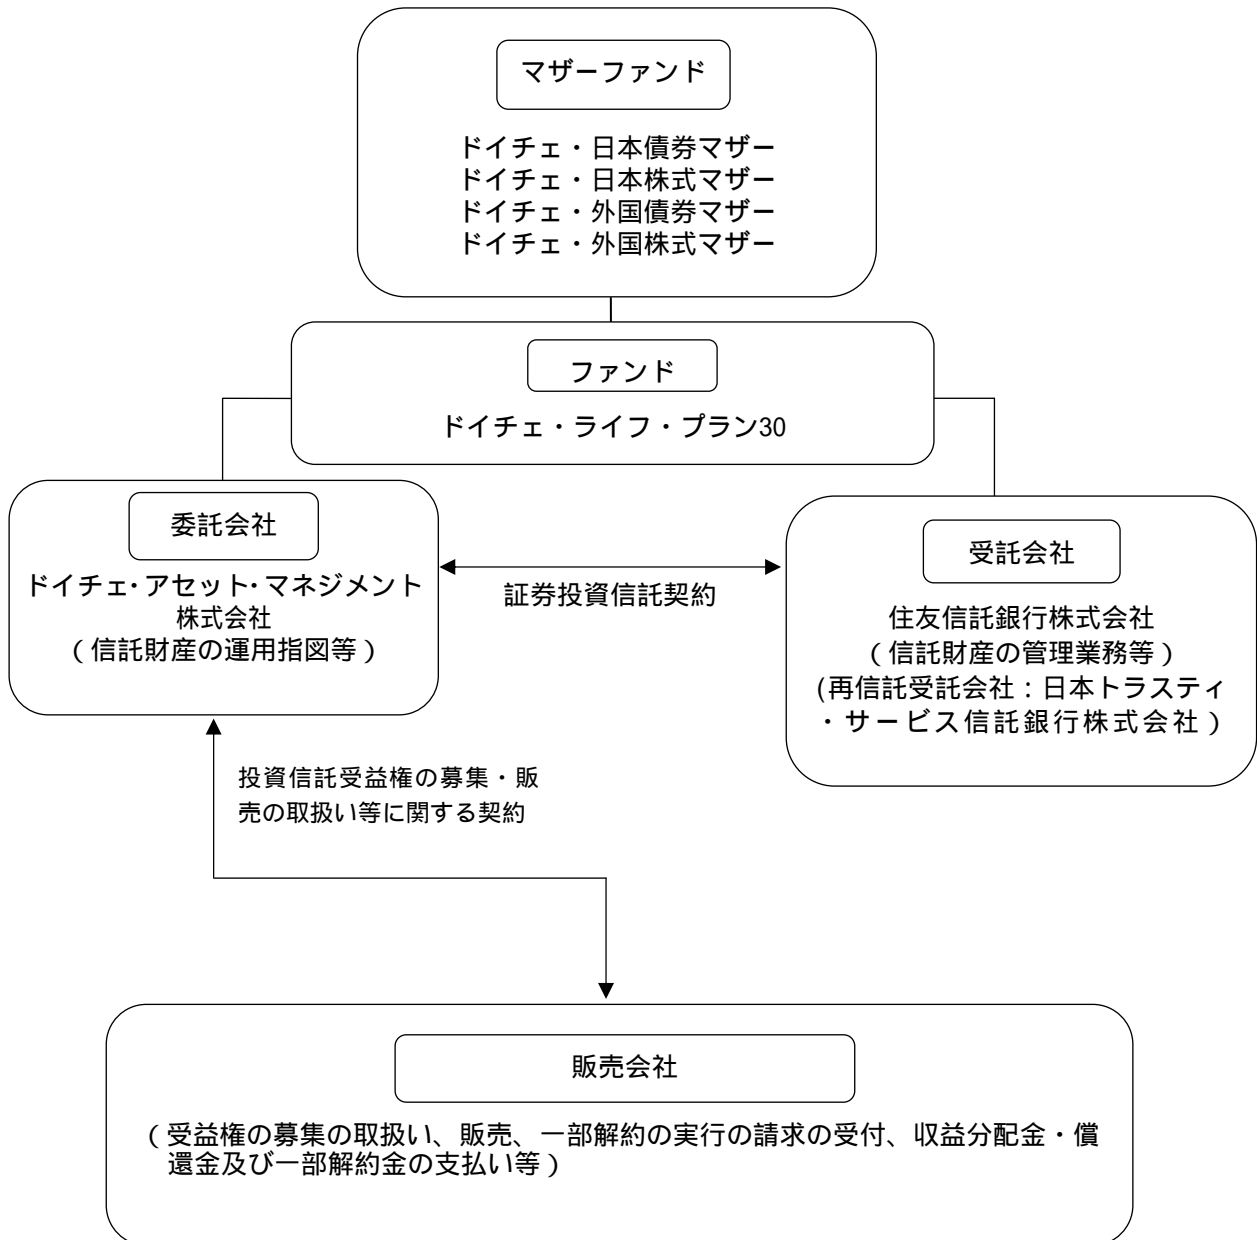 マザーファンド
ドイチェ・日本債券マザー
ドイチェ・日本株式マザー
ドイチェ・外国債券マザー
ドイチェ・外国株式マザー
ファンド
ドイチェ・ライフ・プラン30
委託会社
ドイチェ・アセット・マネジメント
株式会社
（信託財産の運用指図等）
証券投資信託契約
受託会社
住友信託銀行株式会社
（信託財産の管理業務等）
(再信託受託会社：日本トラスティ
・サービス信託銀行株式会社）
投資信託受益権の募集・販
売の取扱い等に関する契約
販売会社
（受益権の募集の取扱い、販売、一部解約の実行の請求の受付、収益分配金・償
還金及び一部解約金の支払い等）